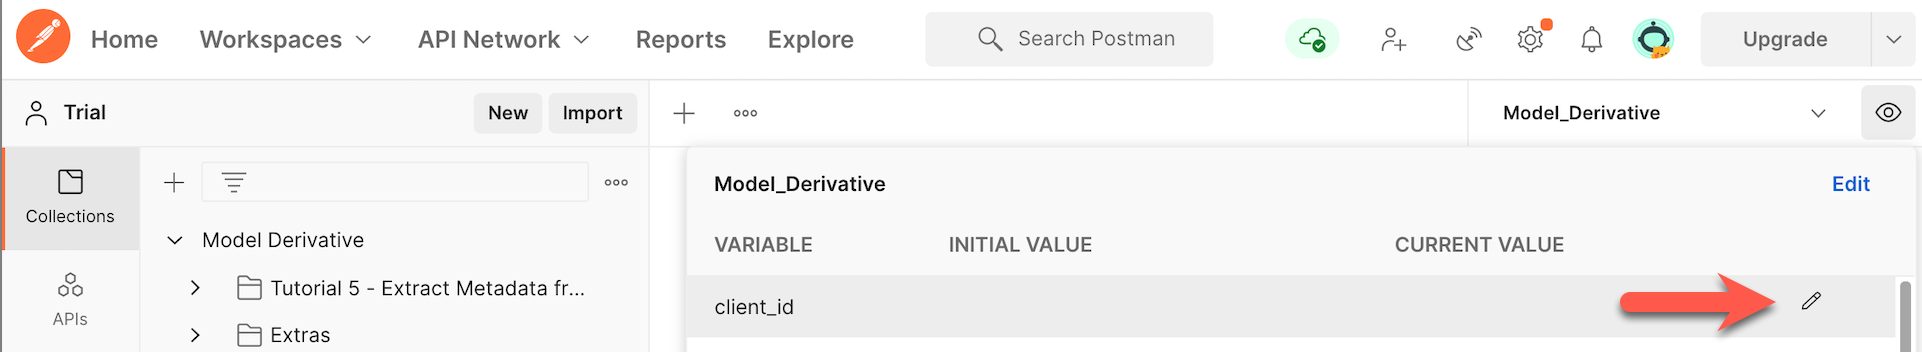 Home Workspaces API Network Reports Explore Search Postman Upgrade
Trial New Import Model_Derivative
Collections
Model_Derivative Edit
VARIABLE INITIAL VALUE CURRENT VALUE
Model Derivative
Tutorial 5 - Extract Metadata fr...
client_id
APIs
Extras